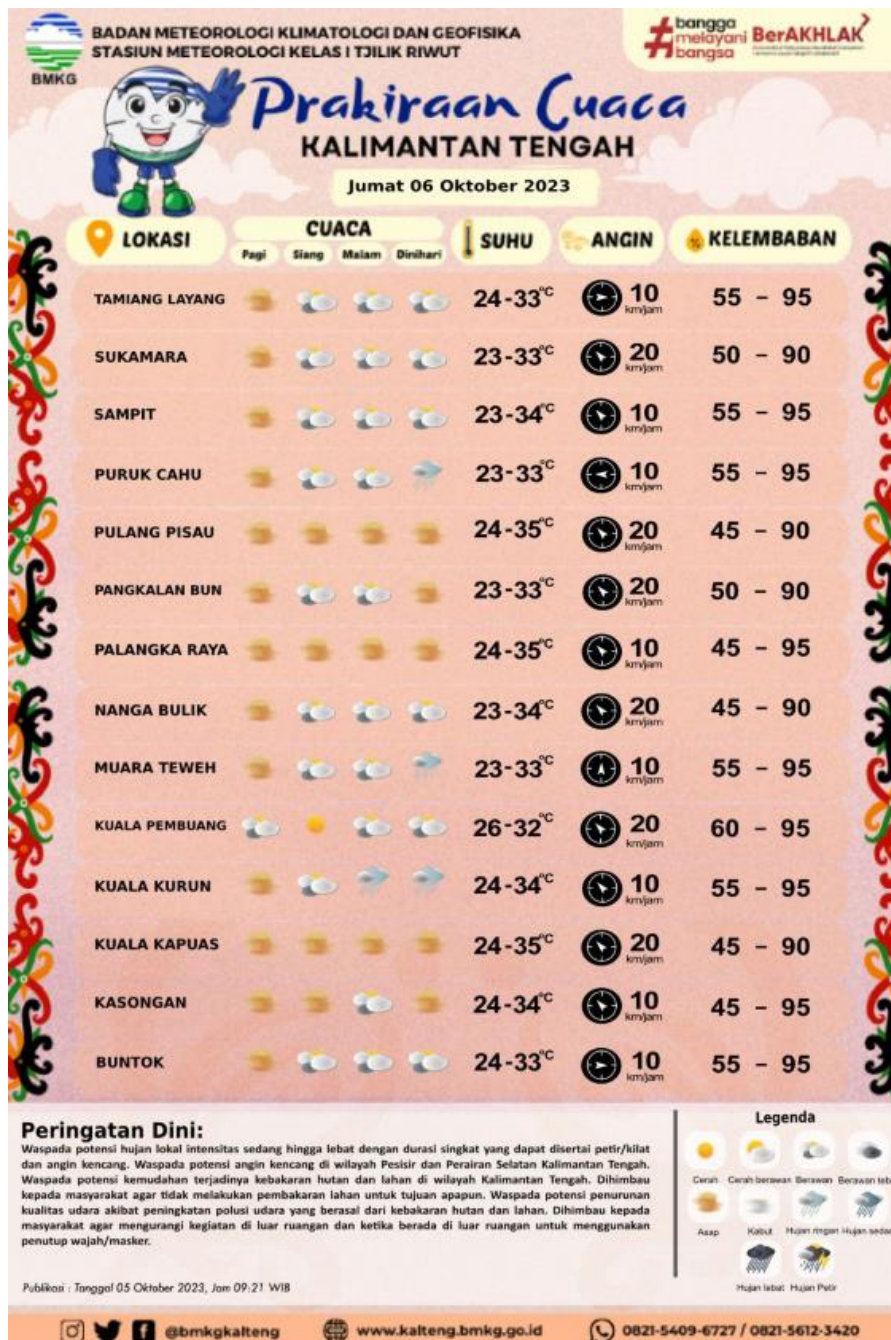 BADAN METEOROLOGI KLIMATOLOGI DAN GEOFISIKA
STASIUN METEOROLOGI KELAS I TJILIK RIWUT
BMKG
#bangga melayani bangsa
BerAKHLAK
Prakiraan Cuaca
KALIMANTAN TENGAH
Jumat 06 Oktober 2023
LOKASI CUACA SUHU ANGIN KELEMBABAN
Pagi Siang Malam Dinihari
TAMIANG LAYANG 24-33°C 10 km/jam 55 - 95
SUKAMARA 23-33°C 20 km/jam 50 - 90
SAMPIT 23-34°C 10 km/jam 55 - 95
PURUK CAHU 23-33°C 10 km/jam 55 - 95
PULANG PISAU 24-35°C 20 km/jam 45 - 90
PANGKALAN BUN 23-33°C 20 km/jam 50 - 90
PALANGKA RAYA 24-35°C 10 km/jam 45 - 95
NANGA BULIK 23-34°C 20 km/jam 45 - 90
MUARA TEWEH 23-33°C 10 km/jam 55 - 95
KUALA PEMBUANG 26-32°C 20 km/jam 60 - 95
KUALA KURUN 24-34°C 10 km/jam 55 - 95
KUALA KAPUAS 24-35°C 20 km/jam 45 - 90
KASONGAN 24-34°C 10 km/jam 45 - 95
BUNTOK 24-33°C 10 km/jam 55 - 95
Peringatan Dini:
Waspada potensi hujan lokal intensitas sedang hingga lebat dengan durasi singkat yang dapat disertai petir/kilat
dan angin kencang. Waspada potensi angin kencang di wilayah Pesisir dan Perairan Selatan Kalimantan Tengah.
Waspada potensi kemudahan terjadinya kebakaran hutan dan lahan di wilayah Kalimantan Tengah. Dihimbau
kepada masyarakat agar tidak melakukan pembakaran lahan untuk tujuan apapun. Waspada potensi penurunan
kualitas udara akibat peningkatan polusi udara yang berasal dari kebakaran hutan dan lahan. Dihimbau kepada
masyarakat agar mengurangi kegiatan di luar ruangan dan ketika berada di luar ruangan untuk menggunakan
penutup wajah/masker.
Publikasi : Tanggal 05 Oktober 2023, Jam 09:21 WIB
Legenda
Cerah Cerah berawan Berawan Berawan teb
Asap Kabut Hujan ringan Hujan seda
Hujan lebat Hujan Petir
@bmkgkalteng www.kalteng.bmkg.go.id 0821-5409-6727 / 0821-5612-3420